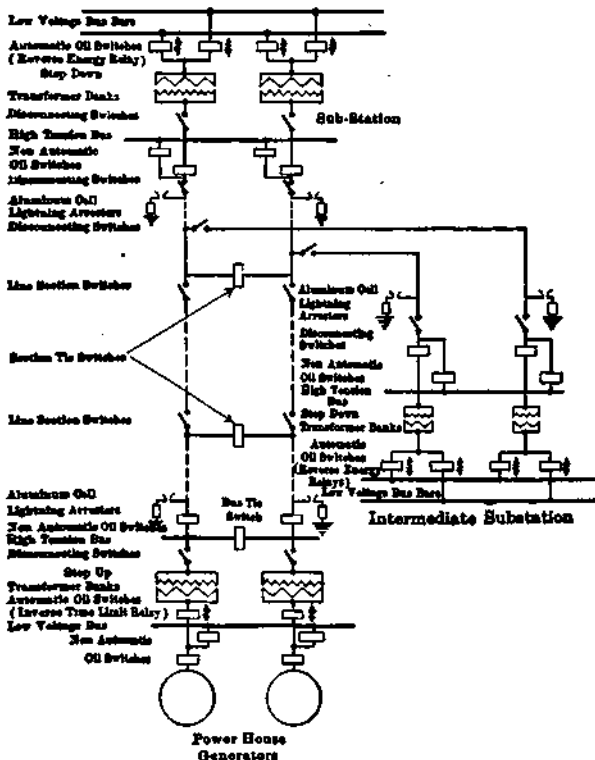 Low Voltage Bus Bars
Automatic Oil Switches
(Reverse Energy Relay)
Step Down
Transformer Banks
Disconnecting Switches
Sub-Station
High Tension Bus
Non Automatic
Oil Switches
Disconnecting Switches
Aluminum Cell
Lightning Arresters
Disconnecting Switches
Line Section Switches
Aluminum Cell
Lightning
Arresters
Disconnecting
Switches
Section Tie Switches
Non Automatic
Oil Switches
High Tension
Bus
Line Section Switches
Step Down
Transformer Banks
Automatic
Oil Switches
(Reverse Energy
Relays)
Low Voltage Bus Bars
Intermediate Substation
Aluminum Cell
Lightning Arresters
Bus Tie
Switch
Non Automatic Oil Switches
High Tension Bus
Disconnecting Switches
Step Up
Transformer Banks
Automatic Oil Switches
(Inverse Time Limit Relay)
Low Voltage Bus
Non Automatic
Oil Switches
Power House
Generators